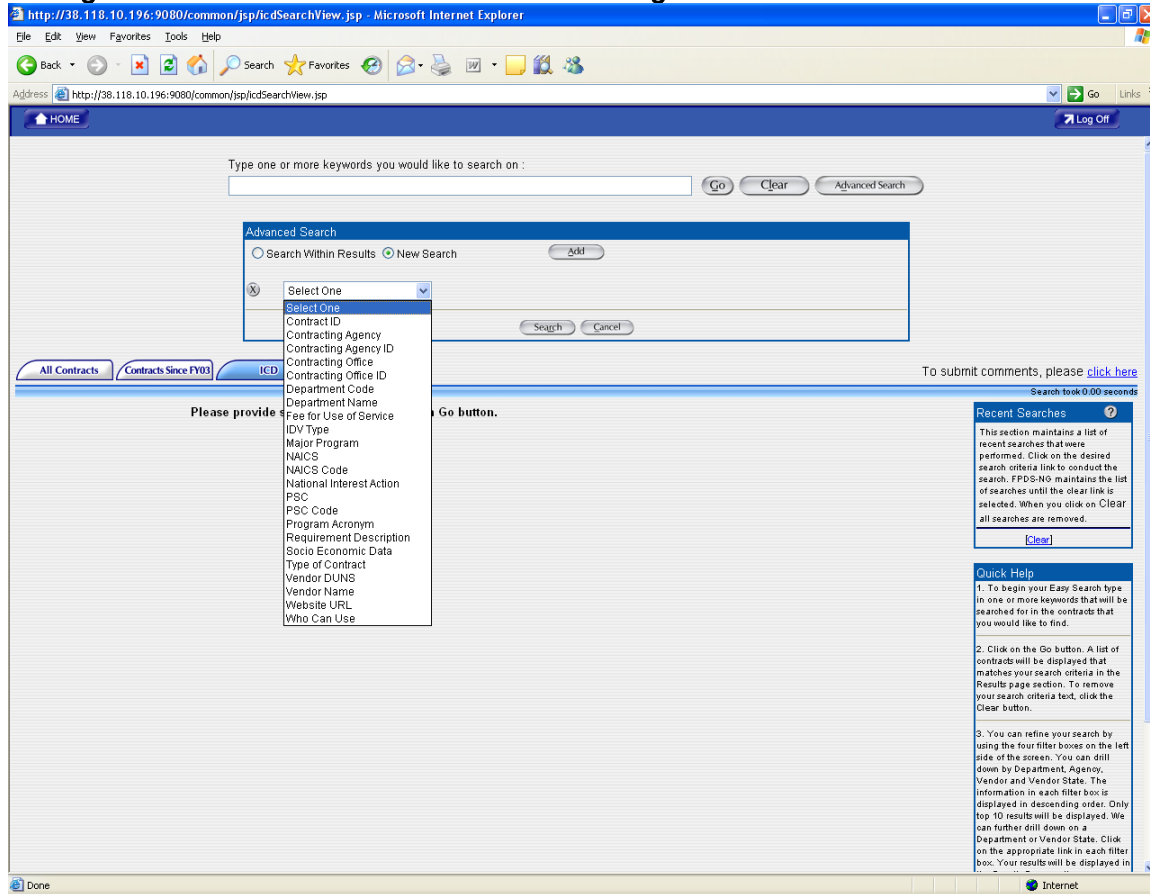 http://38.118.10.196:9080/common/jsp/icdSearchView.jsp - Microsoft Internet Explorer
File Edit View Favorites Tools Help
Back Search Favorites
Address http://38.118.10.196:9080/common/jsp/icdSearchView.jsp Go Links
HOME Log Off
Type one or more keywords you would like to search on :
Go Clear Advanced Search
Advanced Search
Search Within Results New Search Add
X Select One
Select One
Contract ID
Contracting Agency
Contracting Agency ID
Contracting Office
Contracting Office ID
Department Code
Department Name
Fee for Use of Service
IDV Type
Major Program
NAICS
NAICS Code
National Interest Action
PSC
PSC Code
Program Acronym
Requirement Description
Socio Economic Data
Type of Contract
Vendor DUNS
Vendor Name
Website URL
Who Can Use
Search Cancel
All Contracts Contracts Since FY03 ICD
To submit comments, please click here
Search took 0.00 seconds
Please provide s Go button.
Recent Searches ?
This section maintains a list of
recent searches that were
performed. Click on the desired
search criteria link to conduct the
search. FPDS-NG maintains the list
of searches until the clear link is
selected. When you click on Clear
all searches are removed.
[Clear]
Quick Help
1. To begin your Easy Search type
in one or more keywords that will be
searched for in the contracts that
you would like to find.
2. Click on the Go button. A list of
contracts will be displayed that
matches your search criteria in the
Results page section. To remove
your search criteria text, click the
Clear button.
3. You can refine your search by
using the four filter boxes on the left
side of the screen. You can drill
down by Department, Agency,
Vendor and Vendor State. The
information in each filter box is
displayed in descending order. Only
top 10 results will be displayed. We
can further drill down on a
Department or Vendor State. Click
on the appropriate link in each filter
box. Your results will be displayed in
Done Internet